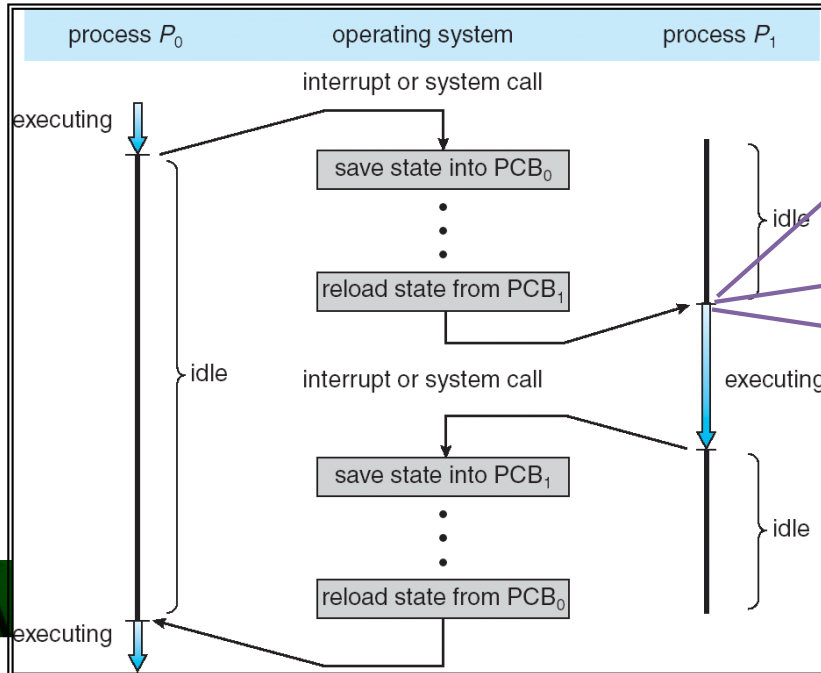 process P₀ operating system process P₁
interrupt or system call
executing
save state into PCB₀
idle
reload state from PCB₁
idle
interrupt or system call
executing
save state into PCB₁
idle
reload state from PCB₀
executing